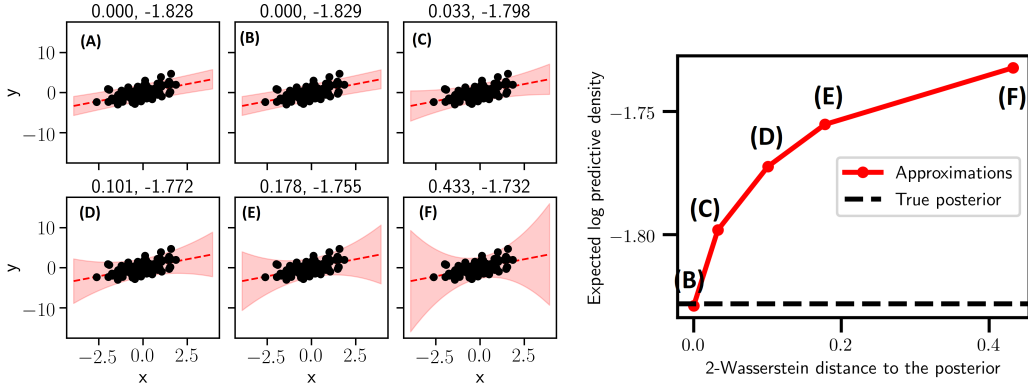 0.000, -1.828
0.000, -1.829
0.033, -1.798
(A)
(B)
(C)
10
0
−10
y
0.101, -1.772
0.178, -1.755
0.433, -1.732
(D)
(E)
(F)
10
0
−10
y
−2.5 0.0 2.5
−2.5 0.0 2.5
−2.5 0.0 2.5
x
x
x
Expected log predictive density
−1.75
−1.80
(B)
(C)
(D)
(E)
(F)
Approximations
True posterior
0.0 0.2 0.4
2-Wasserstein distance to the posterior